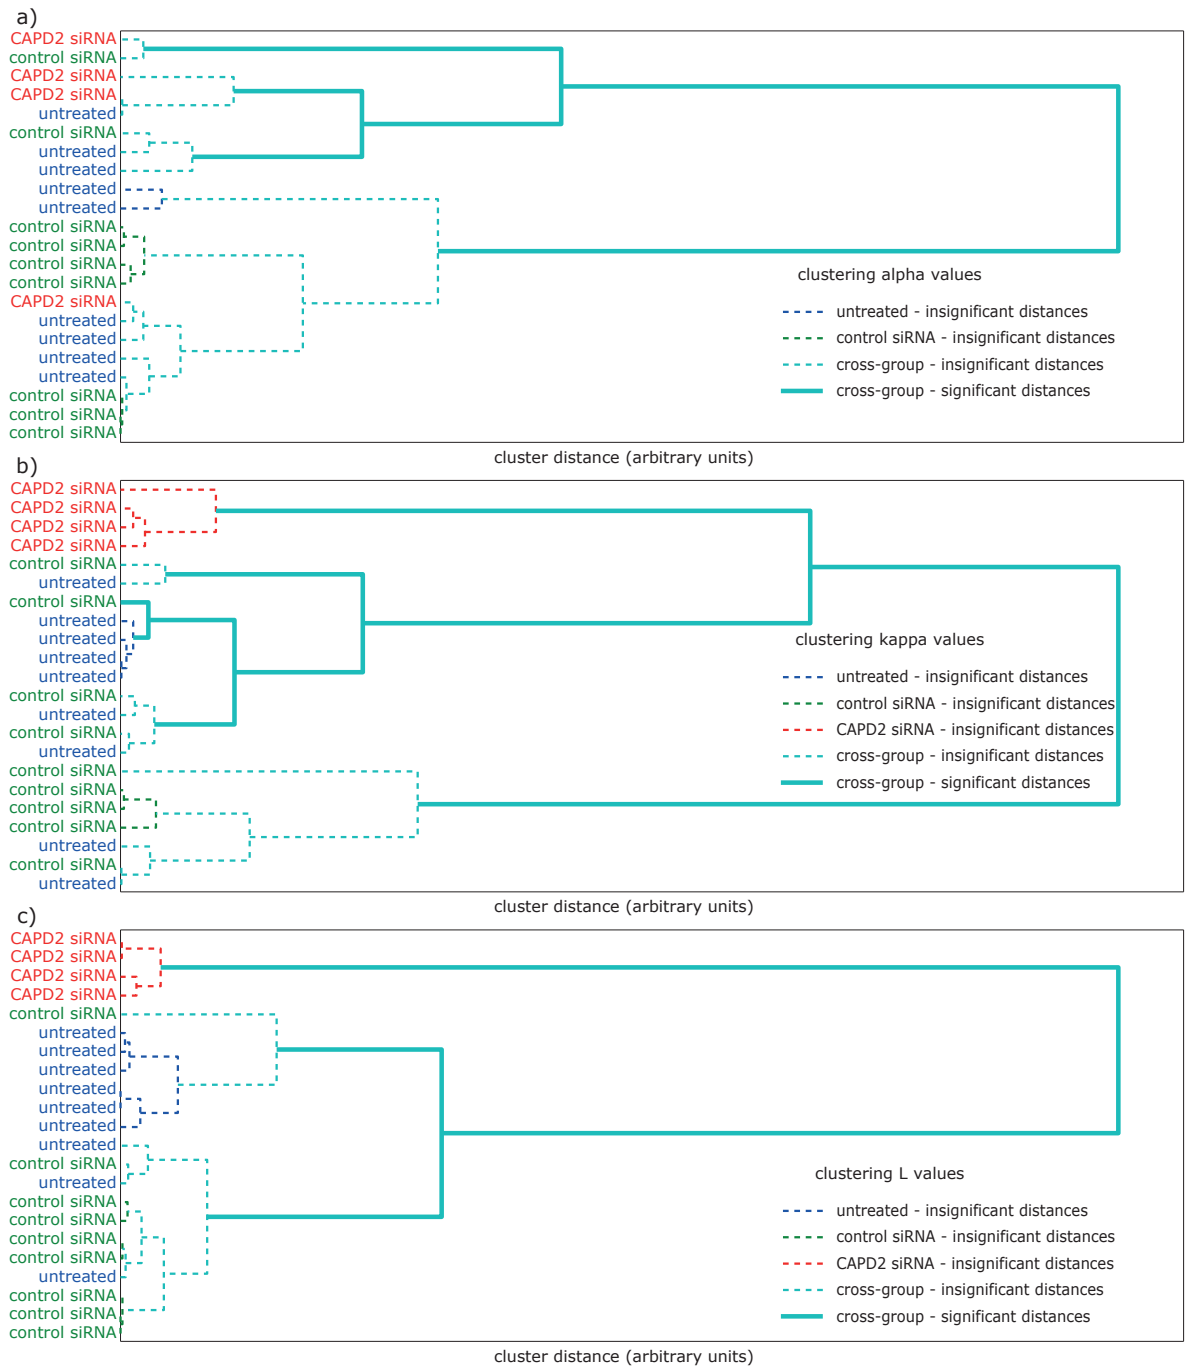 a)
CAPD2 siRNA
control siRNA
CAPD2 siRNA
CAPD2 siRNA
untreated
control siRNA
untreated
untreated
untreated
untreated
control siRNA
control siRNA
control siRNA
control siRNA
CAPD2 siRNA
untreated
untreated
untreated
untreated
control siRNA
control siRNA
control siRNA
clustering alpha values
untreated - insignificant distances
control siRNA - insignificant distances
cross-group - insignificant distances
cross-group - significant distances
cluster distance (arbitrary units)
b)
CAPD2 siRNA
CAPD2 siRNA
CAPD2 siRNA
CAPD2 siRNA
control siRNA
untreated
control siRNA
untreated
untreated
untreated
untreated
control siRNA
untreated
control siRNA
untreated
control siRNA
control siRNA
control siRNA
control siRNA
untreated
control siRNA
untreated
clustering kappa values
untreated - insignificant distances
control siRNA - insignificant distances
CAPD2 siRNA - insignificant distances
cross-group - insignificant distances
cross-group - significant distances
cluster distance (arbitrary units)
c)
CAPD2 siRNA
CAPD2 siRNA
CAPD2 siRNA
CAPD2 siRNA
control siRNA
untreated
untreated
untreated
untreated
untreated
untreated
untreated
control siRNA
untreated
control siRNA
control siRNA
control siRNA
control siRNA
untreated
control siRNA
control siRNA
control siRNA
clustering L values
untreated - insignificant distances
control siRNA - insignificant distances
CAPD2 siRNA - insignificant distances
cross-group - insignificant distances
cross-group - significant distances
cluster distance (arbitrary units)